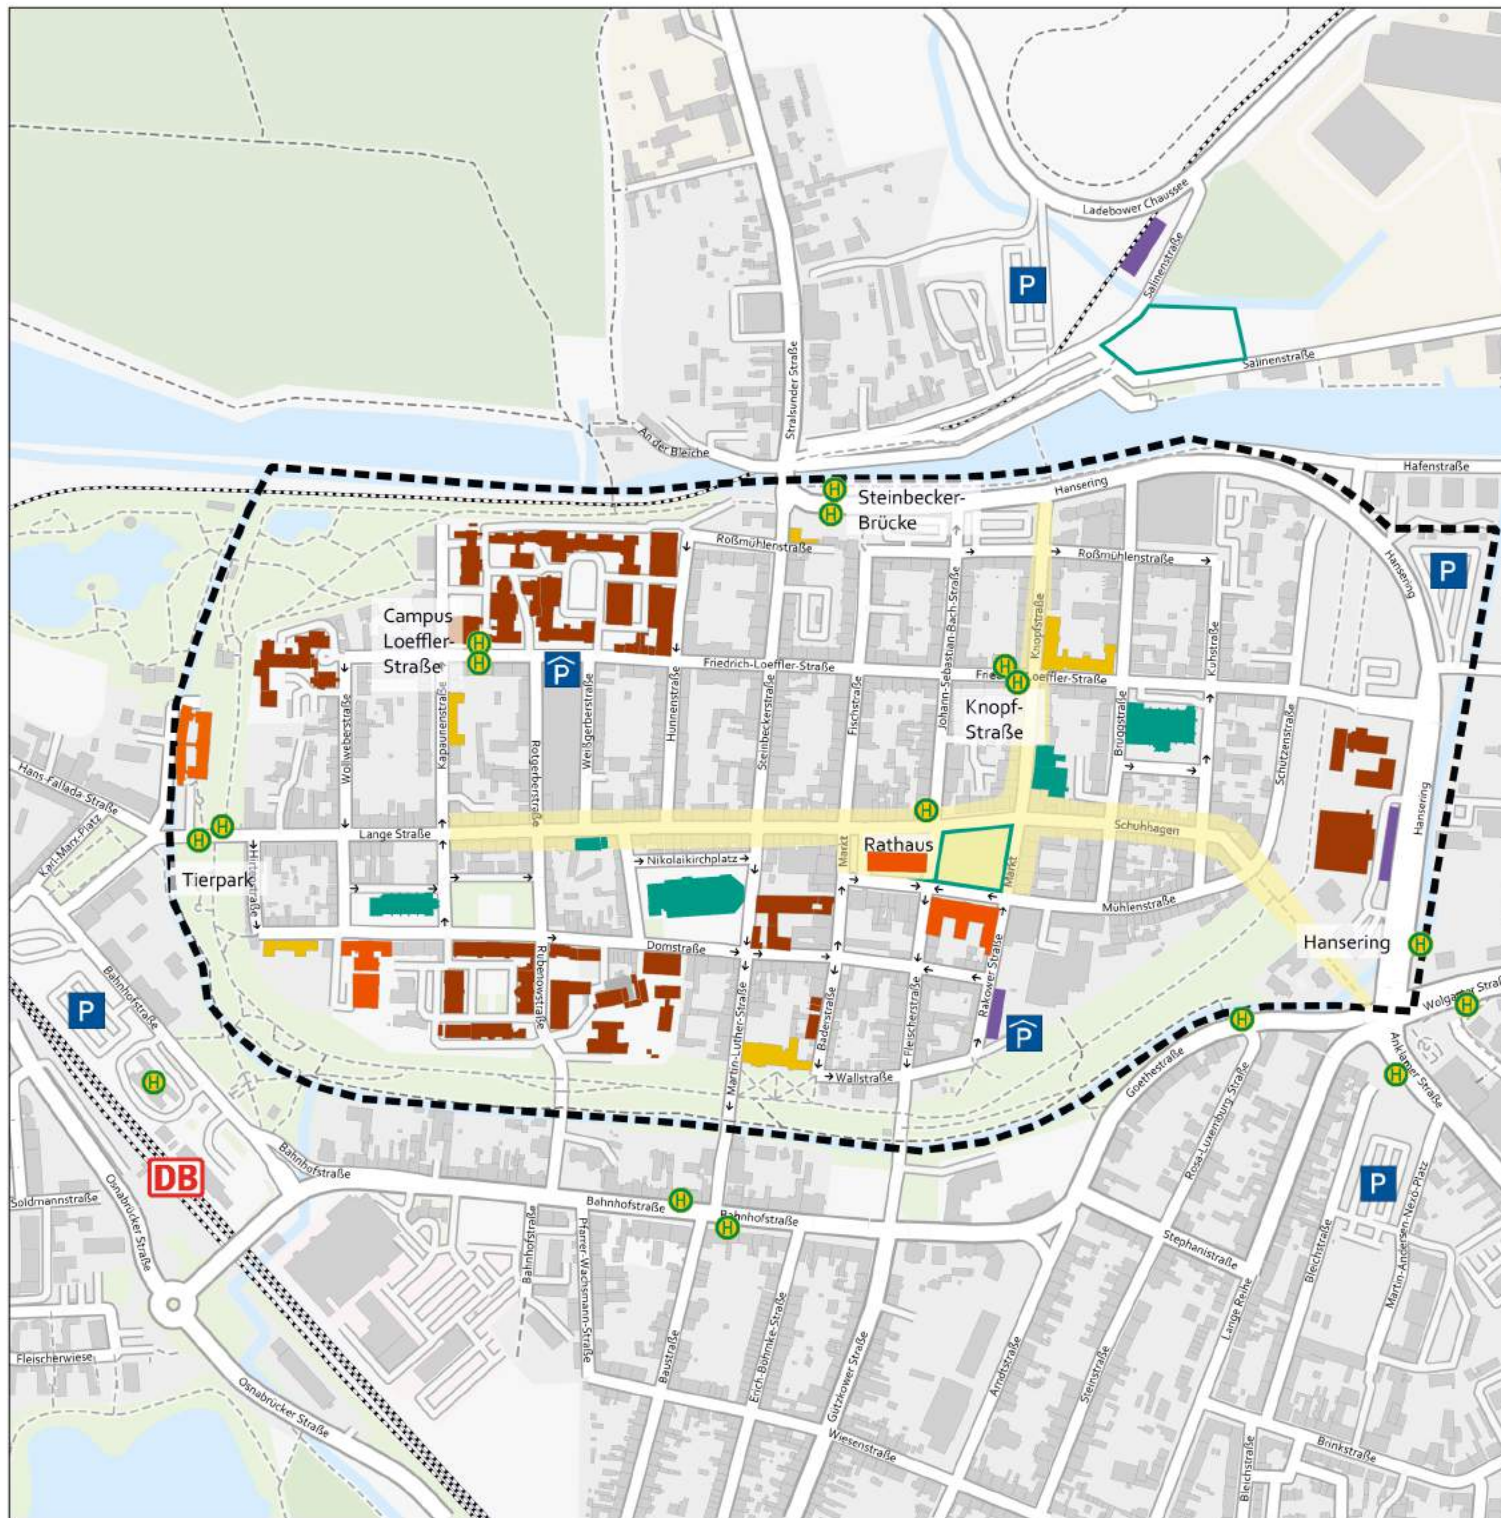 Ladebower Chaussee
Salinenstraße
P
Salinenstraße
Stralsunder Straße
An der Bleiche
Hafenstraße
H
Steinbecker-
Brücke
H
Hansering
Roßmühlenstraße
Roßmühlenstraße
Hansering
P
Campus
Loeffler-
Straße
H
H
P
Friedrich-Loeffler-Straße
Johann-Sebastian-Bach-Straße
Knopfstraße
Kuhstraße
H
H
Loeffler-Straße
Knopf-
Straße
Wollweberstraße
Kapaunenstraße
Rotgerberstraße
Weißgerberstraße
Hunnenstraße
Steinbeckerstraße
Fischstraße
Brüggstraße
Schützenstraße
Hans-Fallada-Straße
Karl-Marx-Platz
H
H
Lange Straße
H
Schuhhagen
Hansering
Rathaus
Markt
Markt
Nikolaikirchplatz
Tierpark
Mühlenstraße
Domstraße
Rubenowstraße
Hansering
H
Bahnhofstraße
P
Martin-Luther-Straße
Baderstraße
Fleischerstraße
Rakower Straße
P
H
H
Wallstraße
Goethestraße
Anklamer Straße
H
H
Rosa-Luxemburg-Straße
DB
Bahnhofstraße
Soldmannstraße
Osnabrücker Straße
Bahnhofstraße
H
H
Bahnhofstraße
P
Bahnhofstraße
Pfarrer-Wachsmann-Straße
Stephanistraße
Bleichstraße
Martin-Andersen-Nexö-Platz
Lange Reihe
Fleischerwiese
Osnabrücker Straße
Baustraße
Erich-Böhmke-Straße
Gützkower Straße
Arndtstraße
Steinstraße
Wiesenstraße
Brinkstraße
Bleichstraße